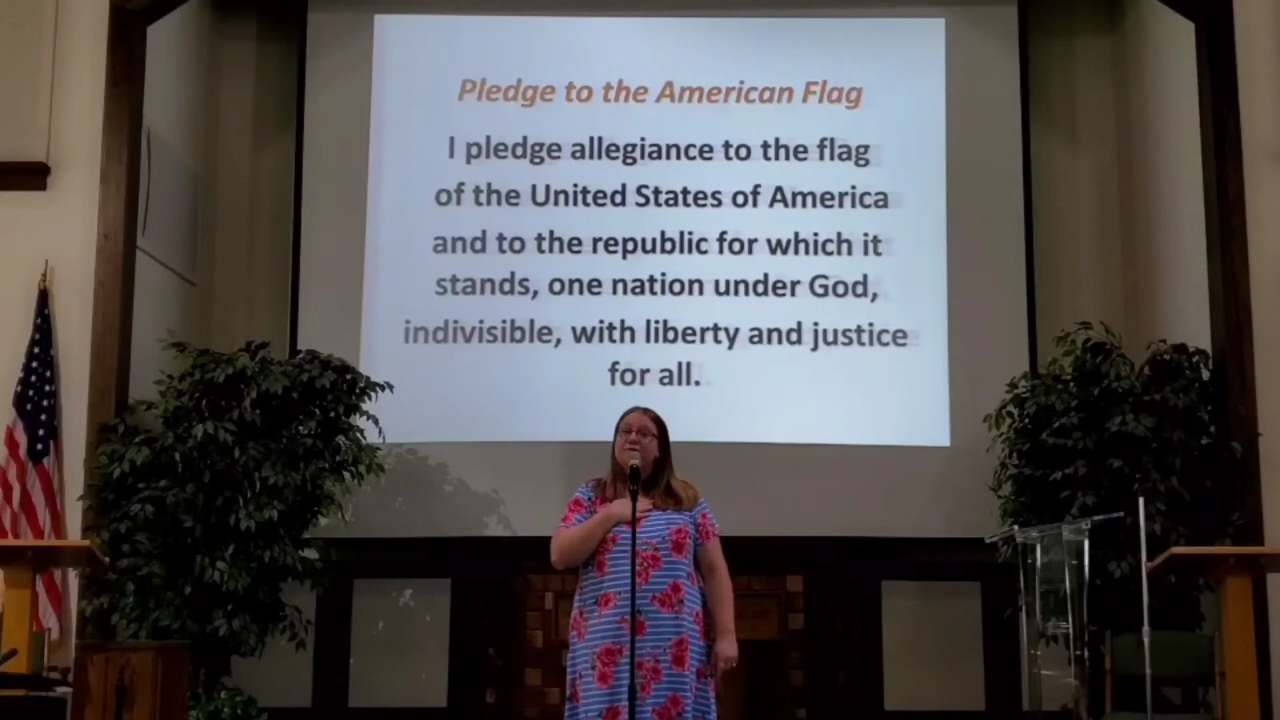 Pledge to the American Flag
I pledge allegiance to the flag
of the United States of America
and to the republic for which it
stands, one nation under God,
indivisible, with liberty and justice
for all.